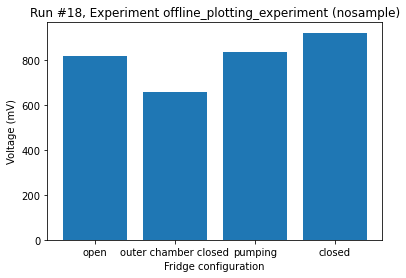 Run #18, Experiment offline_plotting_experiment (nosample)
Voltage (mV)
800
600
400
200
0
open outer chamber closed pumping closed
Fridge configuration